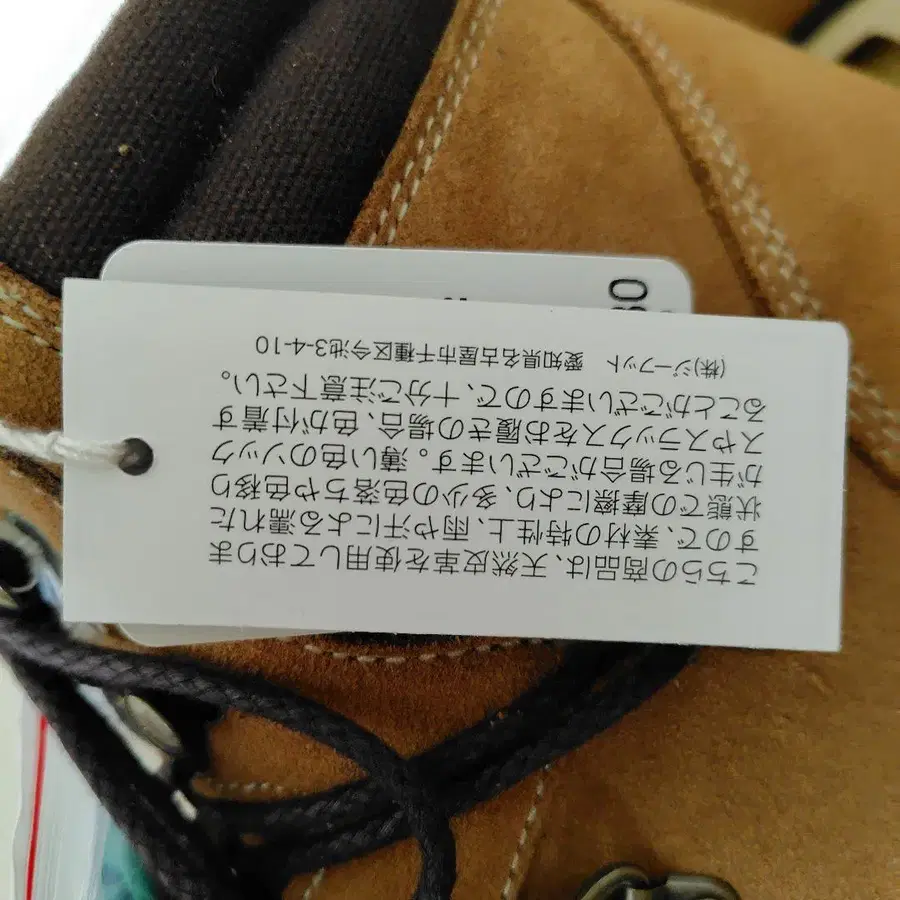 こちらの商品は、天然皮革を使用しておりま
すので、素材の特性上、雨や汗による濡れた
状態での摩擦により、多少の色落ちや色移り
が生じる場合がございます。薄い色のソック
スやスラックスをお履きの場合、色が付着す
ることがございますので、十分ご注意下さい。
(株)ジーフット 愛知県名古屋市千種区今池3-4-10